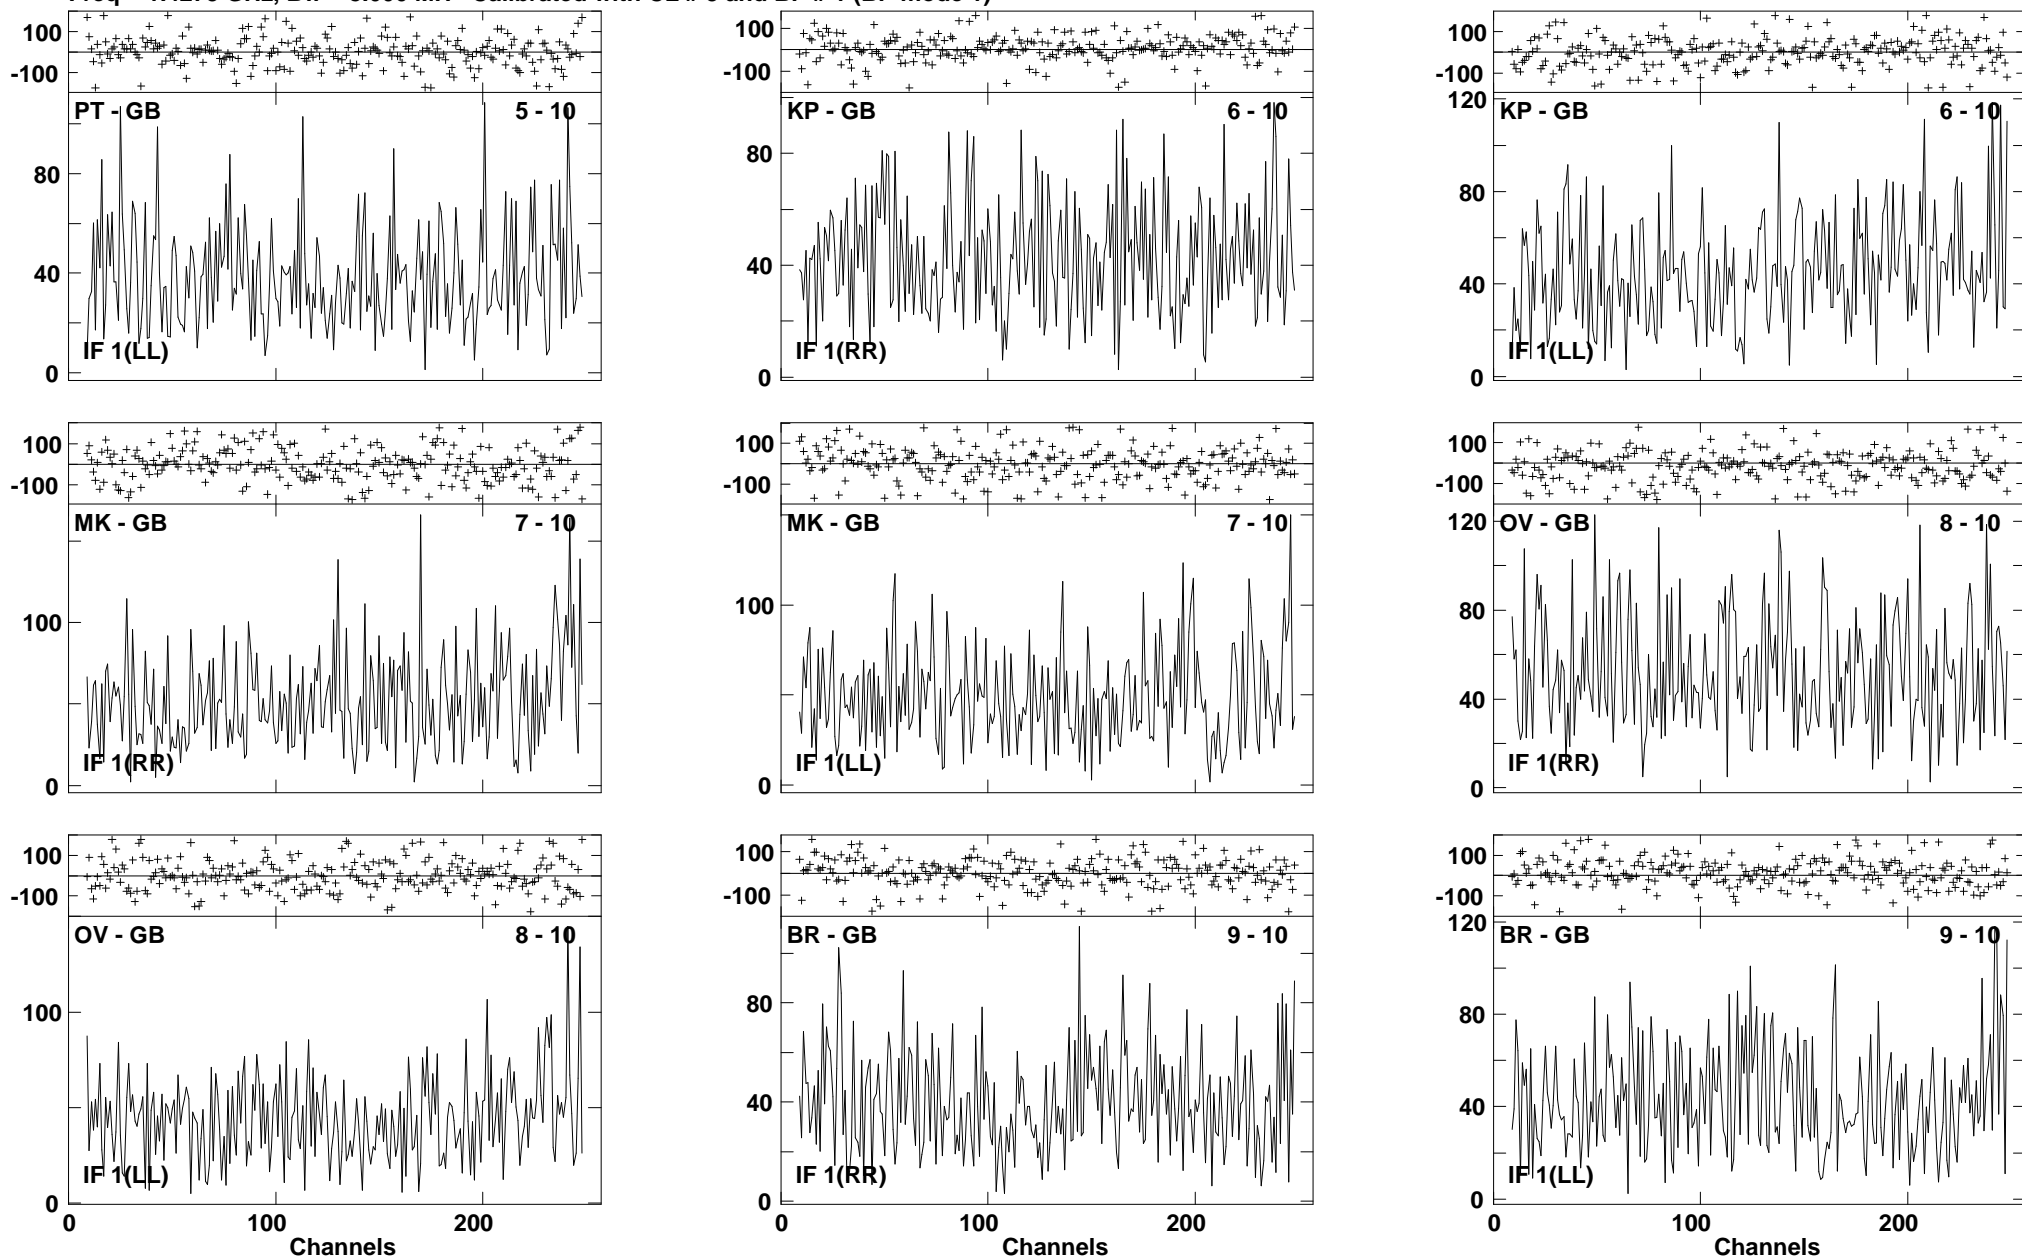 100 100 100
-100 -100 -100
PT - GB 5 - 10 KP - GB 6 - 10 120 KP - GB 6 - 10
80 80 80
40 40 40
IF 1(LL) IF 1(RR) IF 1(LL)
0 0 0
100 100 100
-100 -100 -100
MK - GB 7 - 10 MK - GB 7 - 10 120 OV - GB 8 - 10
100 100 80
40
IF 1(RR) IF 1(LL) IF 1(RR)
0 0 0
100 100 100
-100 -100 -100
OV - GB 8 - 10 BR - GB 9 - 10 120 BR - GB 9 - 10
100 80 80
40 40
IF 1(LL) IF 1(RR) IF 1(LL)
0 0 0
0 100 200 0 100 200 0 100 200
Channels Channels Channels